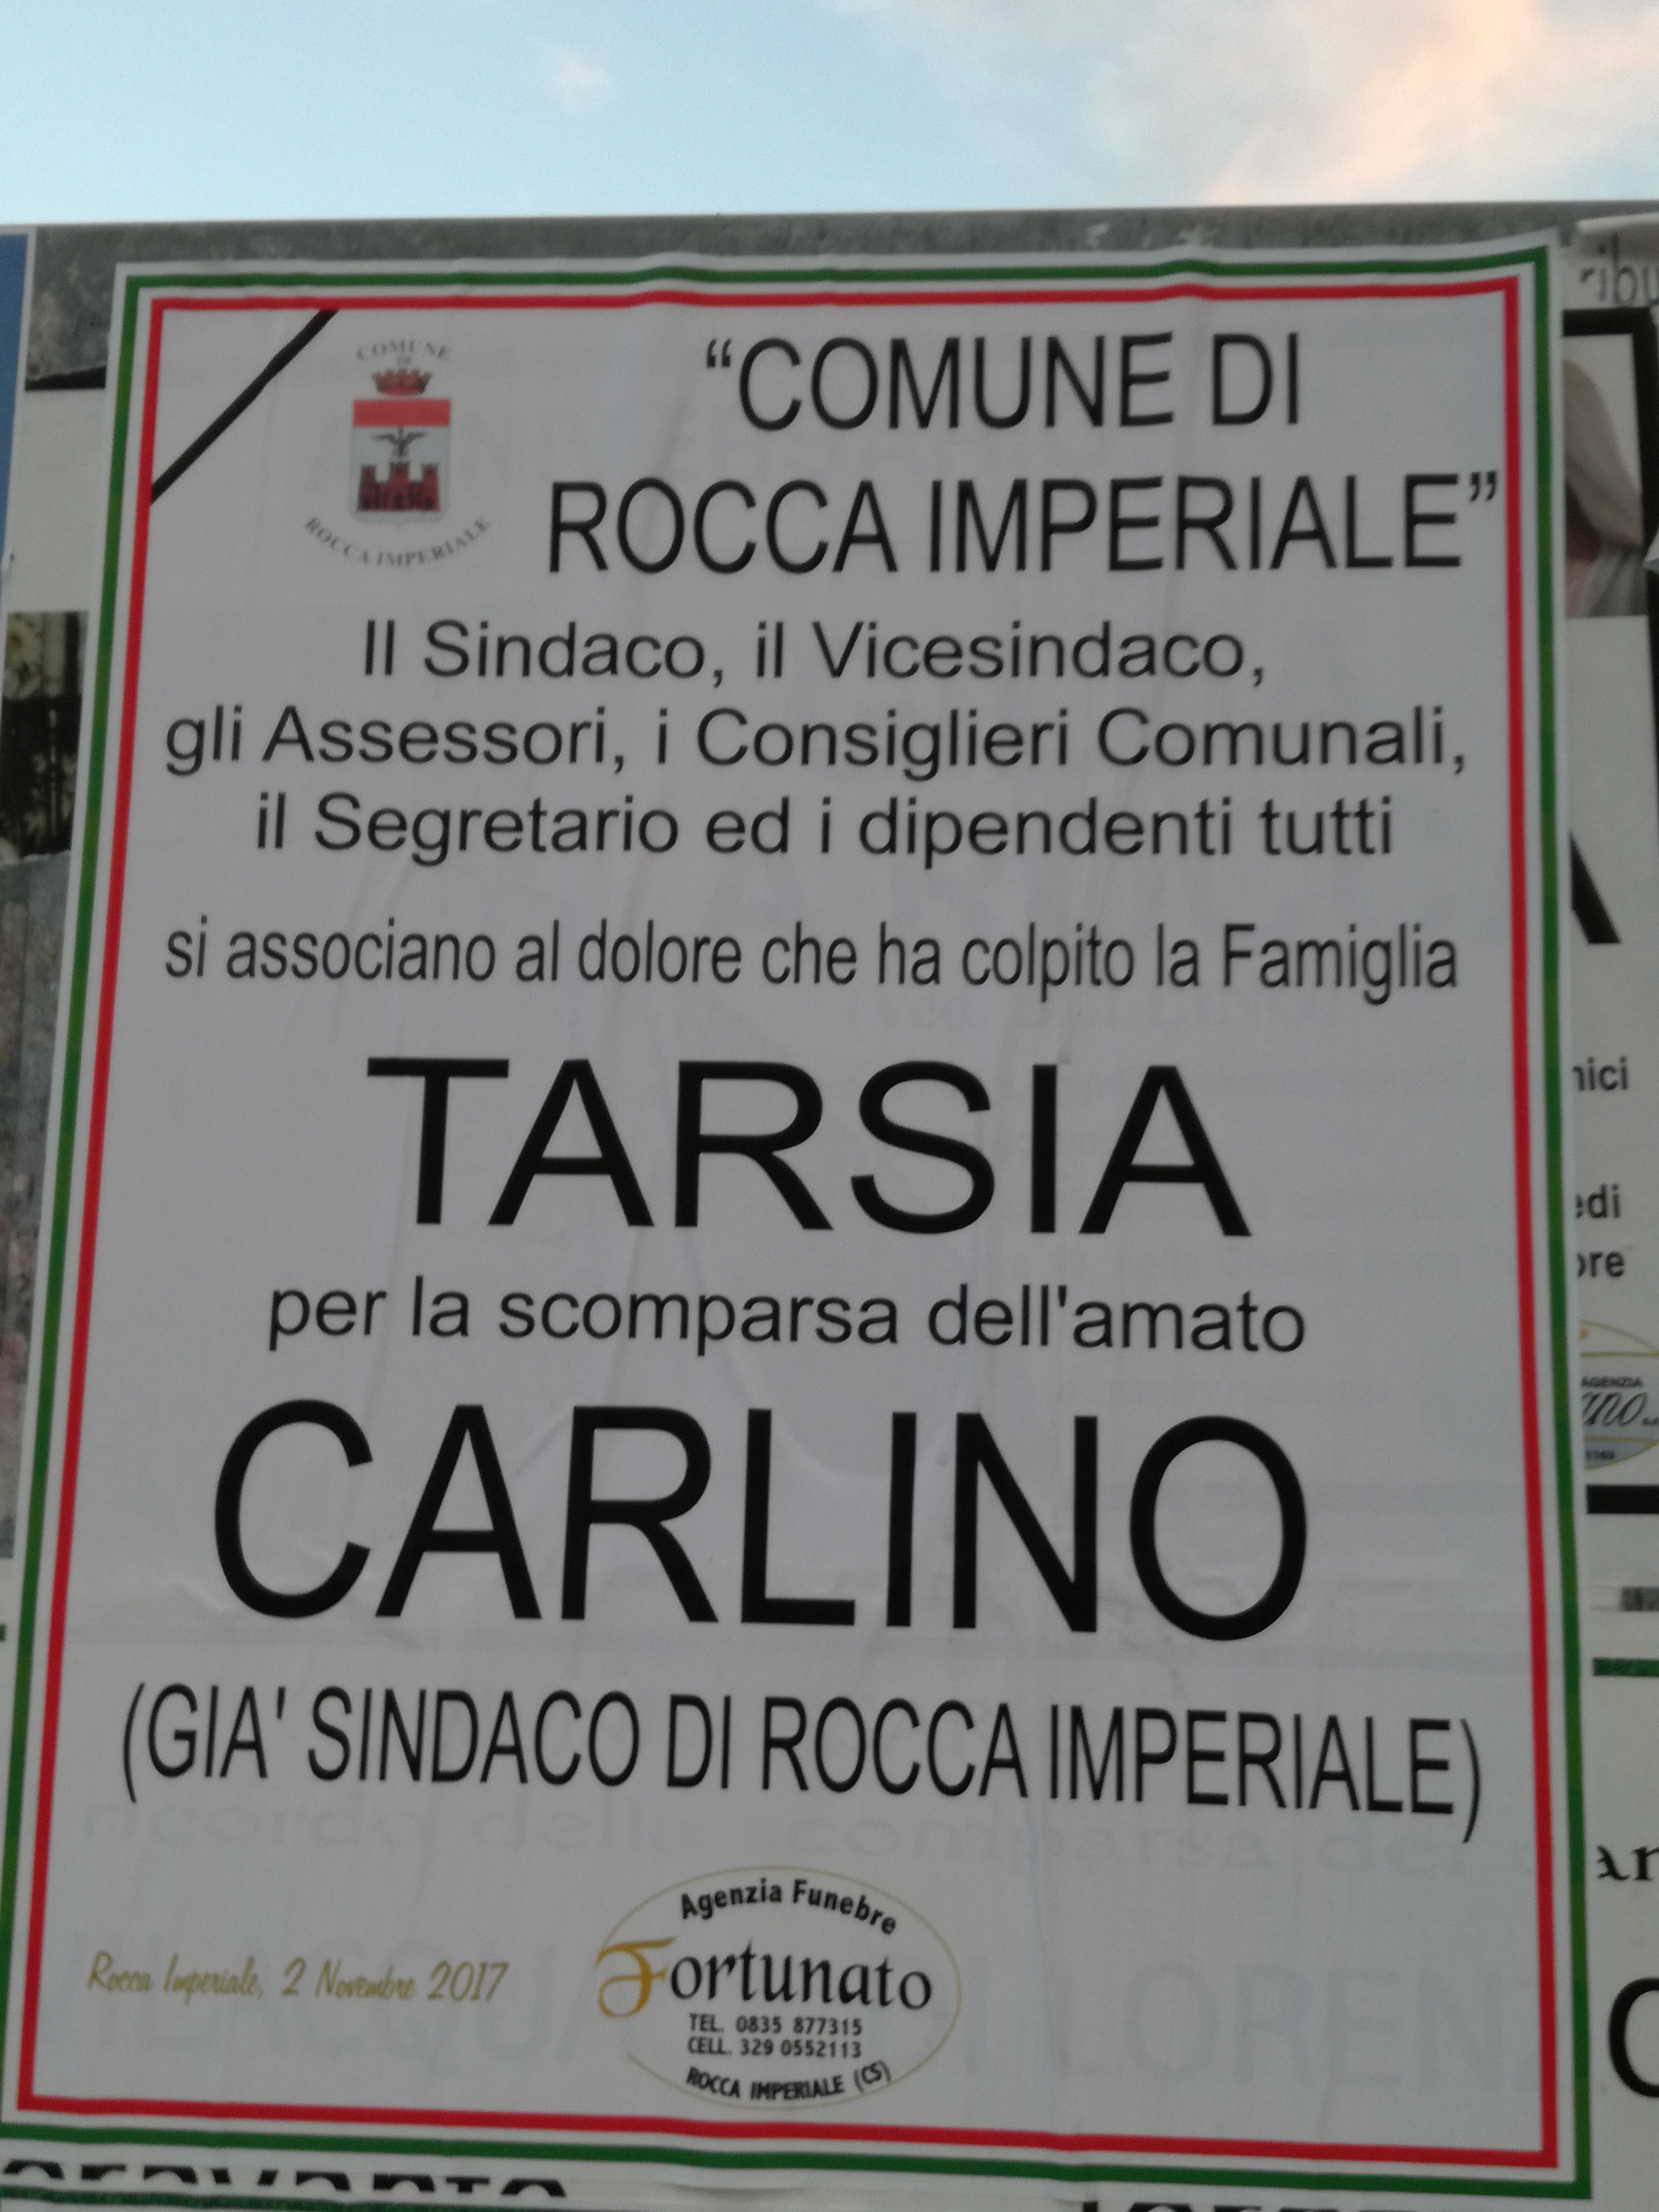 COMUNE
DI
ROCCA IMPERIALE
“COMUNE DI
ROCCA IMPERIALE”
Il Sindaco, il Vicesindaco,
gli Assessori, i Consiglieri Comunali,
il Segretario ed i dipendenti tutti
si associano al dolore che ha colpito la Famiglia
TARSIA
per la scomparsa dell'amato
CARLINO
(GIA' SINDACO DI ROCCA IMPERIALE)
Rocca Imperiale, 2 Novembre 2017
Agenzia Funebre
Fortunato
TEL. 0835 877315
CELL. 329 0552113
ROCCA IMPERIALE (CS)
AGENZIA